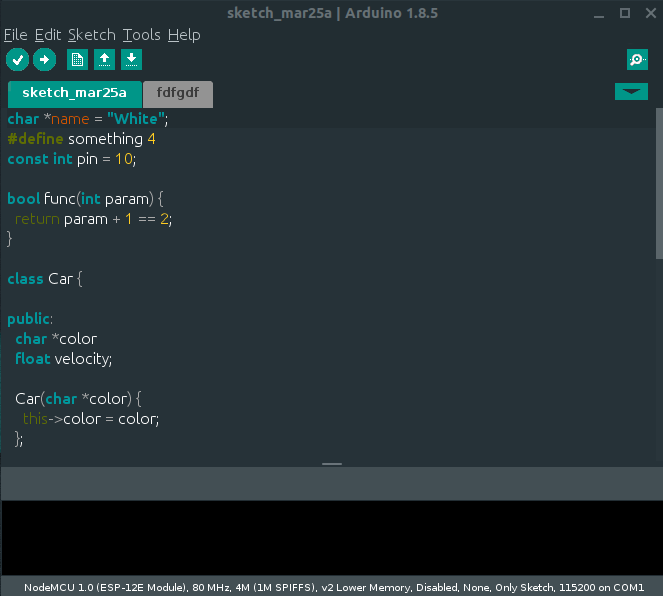 sketch_mar25a | Arduino 1.8.5
File Edit Sketch Tools Help
sketch_mar25a fdfgdf
char *name = "White";
#define something 4
const int pin = 10;
bool func(int param) {
return param + 1 == 2;
}
class Car {
public:
char *color
float velocity;
Car(char *color) {
this->color = color;
};
NodeMCU 1.0 (ESP-12E Module), 80 MHz, 4M (1M SPIFFS), v2 Lower Memory, Disabled, None, Only Sketch, 115200 on COM1